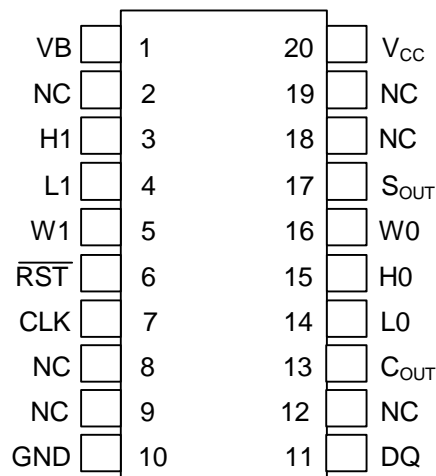 VB 1 20 VCC
NC 2 19 NC
H1 3 18 NC
L1 4 17 SOUT
W1 5 16 W0
RST 6 15 H0
CLK 7 14 L0
NC 8 13 COUT
NC 9 12 NC
GND 10 11 DQ